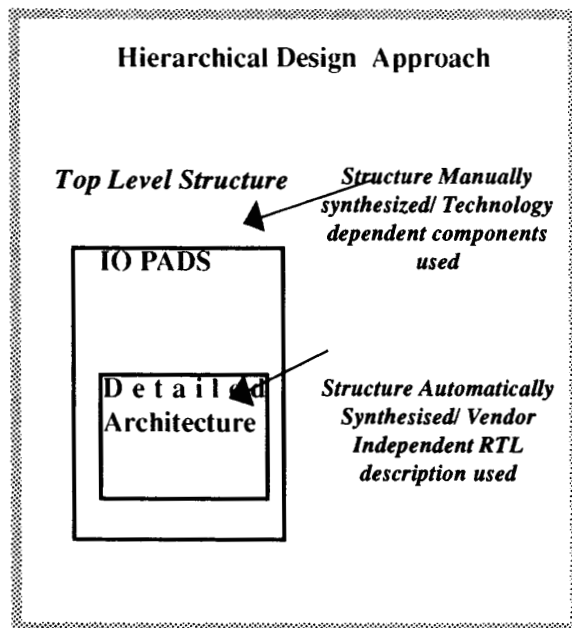 Hierarchical Design Approach
Top Level Structure
Structure Manually
synthesized/ Technology
dependent components
used
IO PADS
Detailed
Architecture
Structure Automatically
Synthesised/ Vendor
Independent RTL
description used